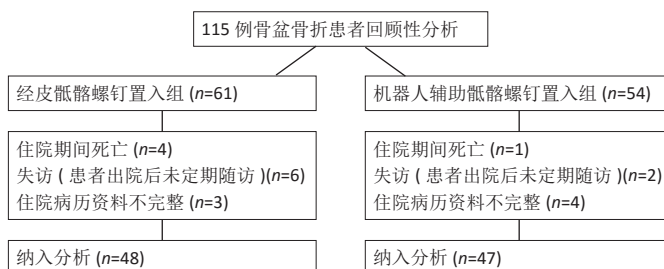 115 例骨盆骨折患者回顾性分析
经皮骶髂螺钉置入组 (n=61)
住院期间死亡 (n=4)
失访 ( 患者出院后未定期随访 )(n=6)
住院病历资料不完整 (n=3)
纳入分析 (n=48)
机器人辅助骶髂螺钉置入组 (n=54)
住院期间死亡 (n=1)
失访 ( 患者出院后未定期随访 )(n=2)
住院病历资料不完整 (n=4)
纳入分析 (n=47)